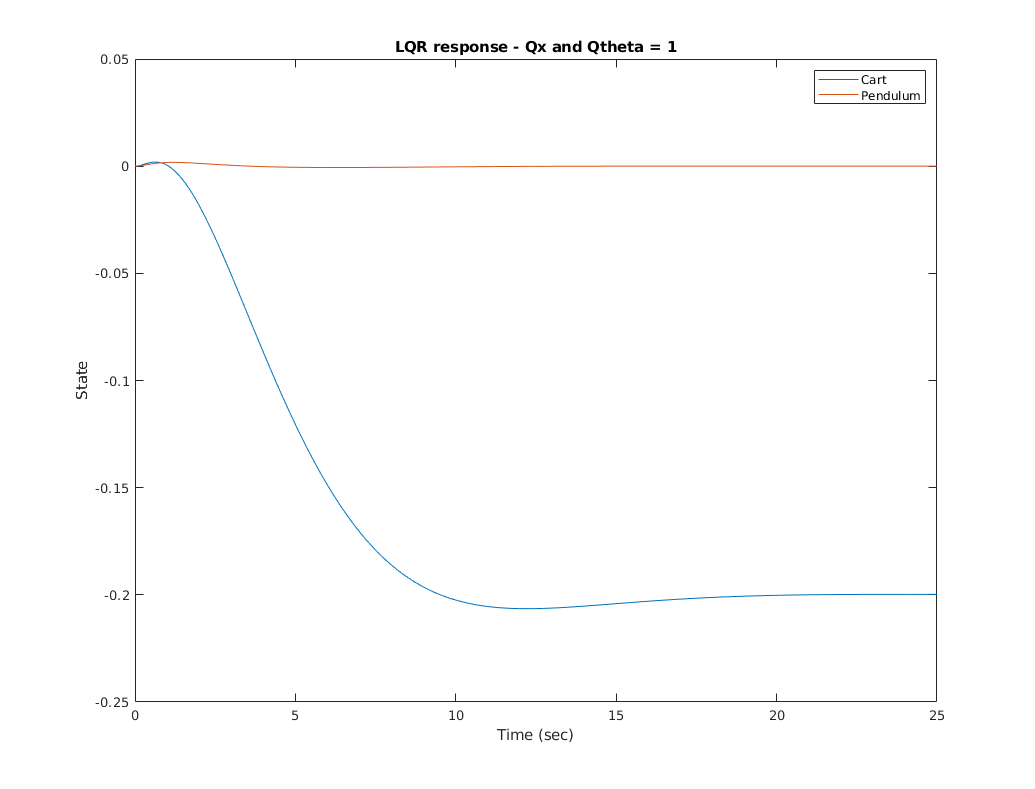 LQR response - Qx and Qtheta = 1
Cart
Pendulum
0.05
0
-0.05
-0.1
-0.15
-0.2
-0.25
State
0
5
10
15
20
25
Time (sec)